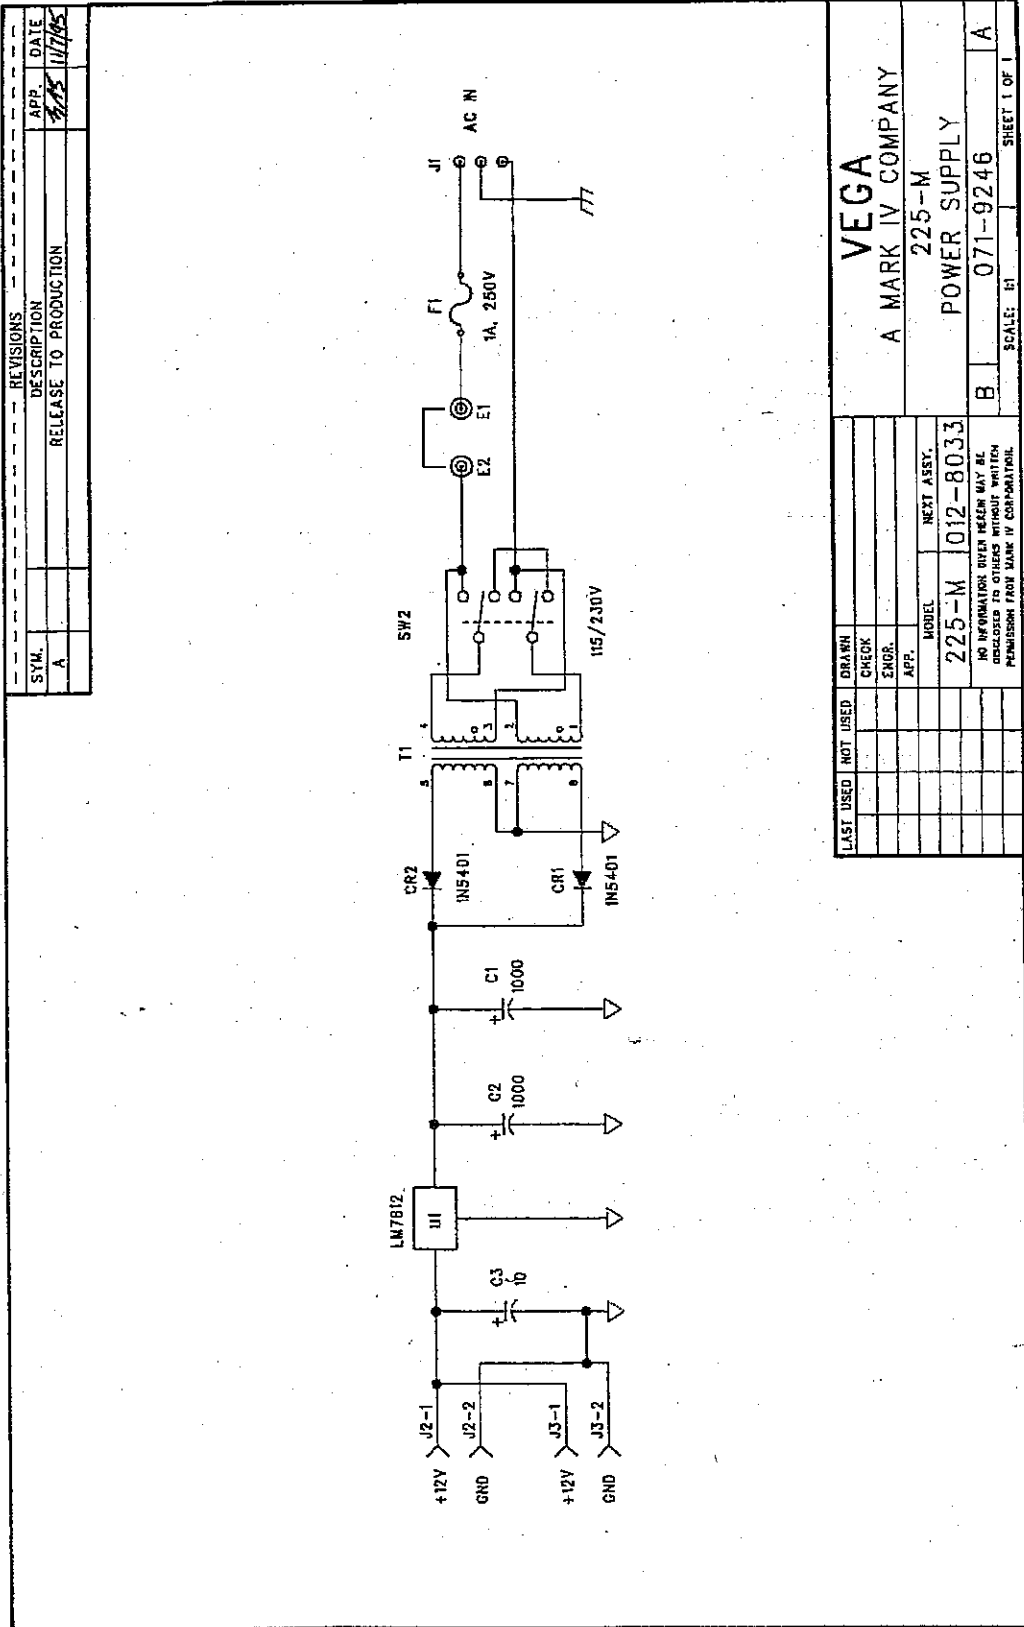 REVISIONS
SYM. DESCRIPTION APP. DATE
A RELEASE TO PRODUCTION 11/7/95
J1
AC IN
F1
1A, 250V
E1
E2
SW2
115/230V
T1
4
3
2
1
5
6
7
8
CR2
1N5401
CR1
1N5401
C1
1000
+
C2
1000
+
LM7812
U1
C3
10
+
J2-1
+12V
J2-2
GND
J3-1
+12V
J3-2
GND
LAST USED NOT USED
DRAWN
CHECK
ENGR.
APP.
MODEL NEXT ASSY.
225-M 012-8033
NO INFORMATION GIVEN HEREIN MAY BE
DISCLOSED TO OTHERS WITHOUT WRITTEN
PERMISSION FROM MARK IV CORPORATION.
VEGA
A MARK IV COMPANY
225-M
POWER SUPPLY
B 071-9246 A
SCALE: 1:1 SHEET 1 OF 1